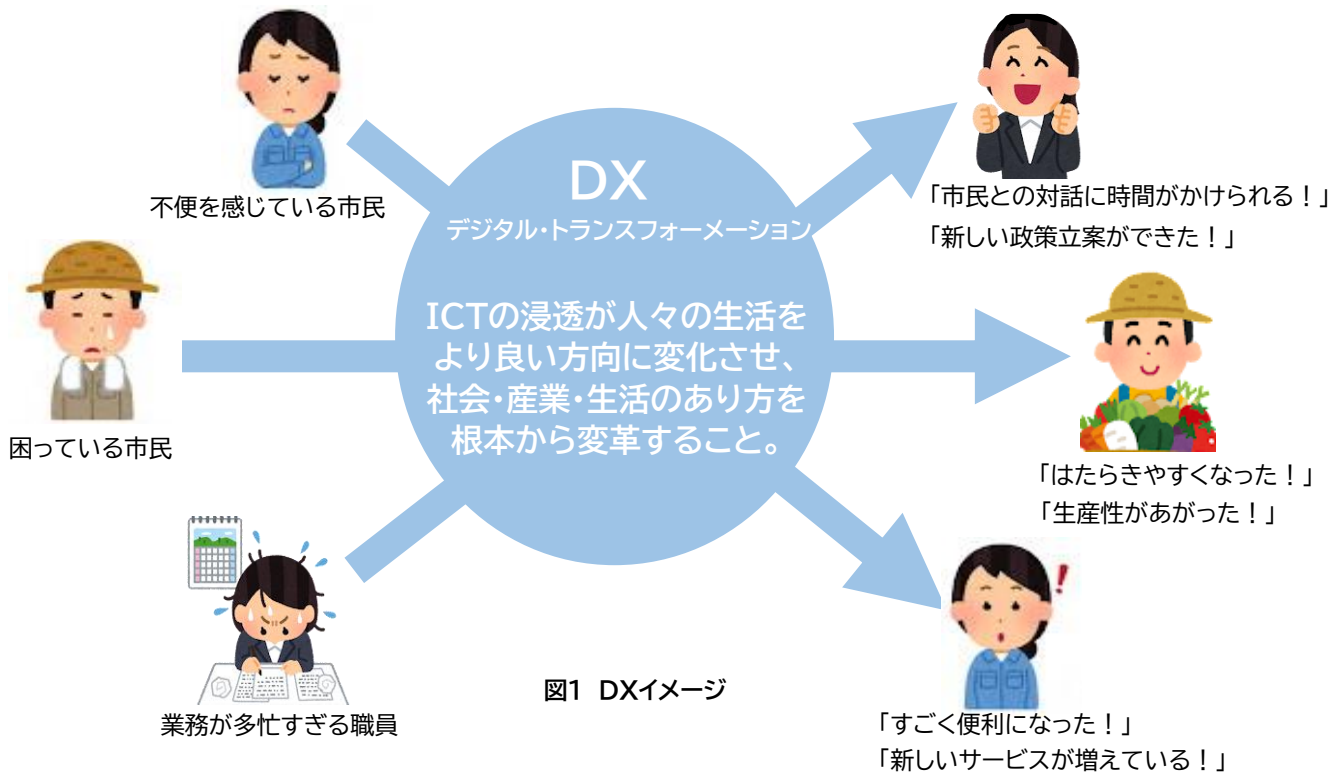 不便を感じている市民
困っている市民
業務が多忙すぎる職員
DX
デジタル・トランスフォーメーション
ICTの浸透が人々の生活を
より良い方向に変化させ、
社会・産業・生活のあり方を
根本から変革すること。
「市民との対話に時間がかけられる！」
「新しい政策立案ができた！」
「はたらきやすくなった！」
「生産性があがった！」
「すごく便利になった！」
「新しいサービスが増えている！」
図1 DXイメージ